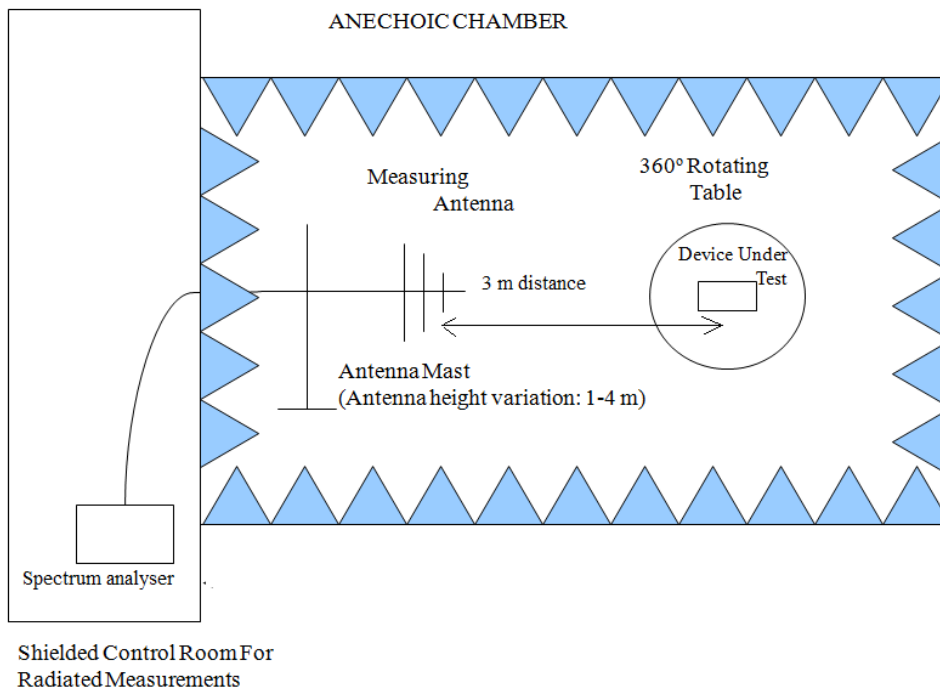 ANECHOIC CHAMBER
360° Rotating
Table
Measuring
Antenna
Device Under
Test
3 m distance
Antenna Mast
(Antenna height variation: 1-4 m)
Spectrum analyser
Shielded Control Room For
Radiated Measurements